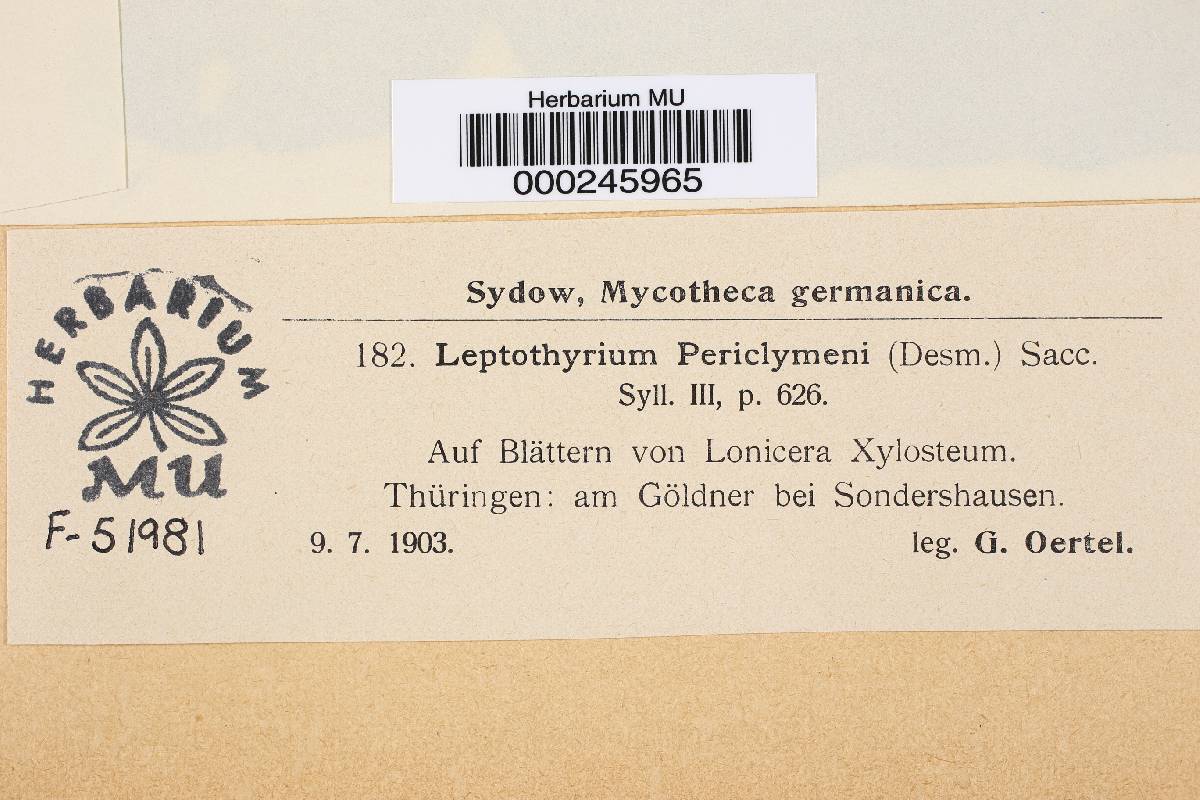 Herbarium MU
000245965
HERBARIUM
MU
F-51981
Sydow, Mycotheca germanica.
182. Leptothyrium Periclymeni (Desm.) Sacc.
Syll. III, p. 626.
Auf Blättern von Lonicera Xylosteum.
Thüringen: am Göldner bei Sondershausen.
9. 7. 1903. leg. G. Oertel.